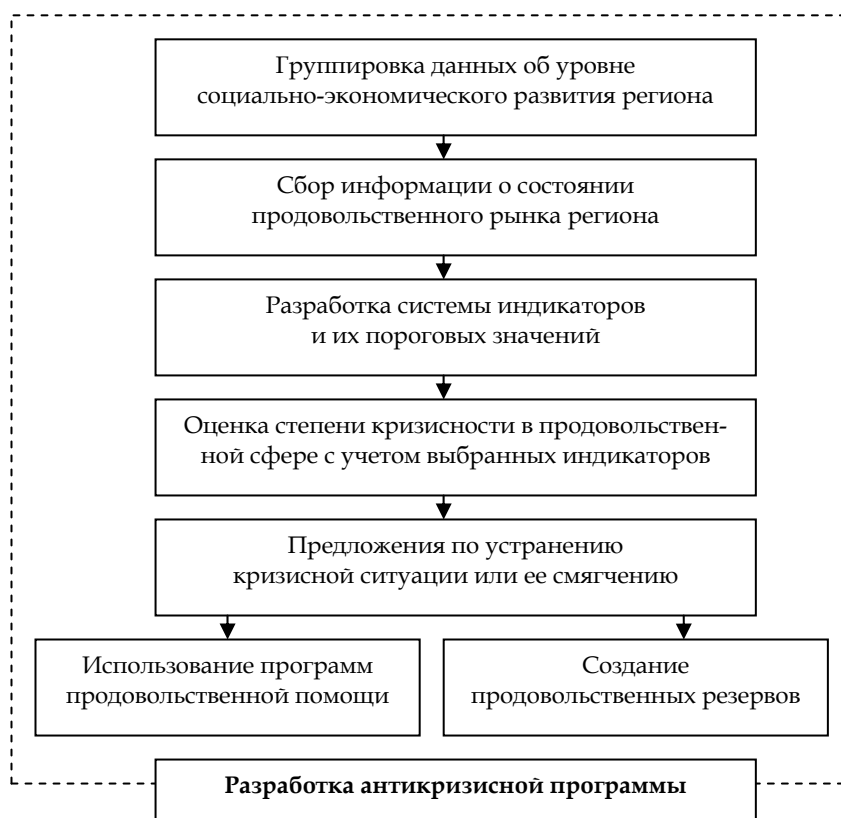 Группировка данных об уровне
социально-экономического развития региона
Сбор информации о состоянии
продовольственного рынка региона
Разработка системы индикаторов
и их пороговых значений
Оценка степени кризисности в продовольствен-
ной сфере с учетом выбранных индикаторов
Предложения по устранению
кризисной ситуации или ее смягчению
Использование программ
продовольственной помощи
Создание
продовольственных резервов
Разработка антикризисной программы